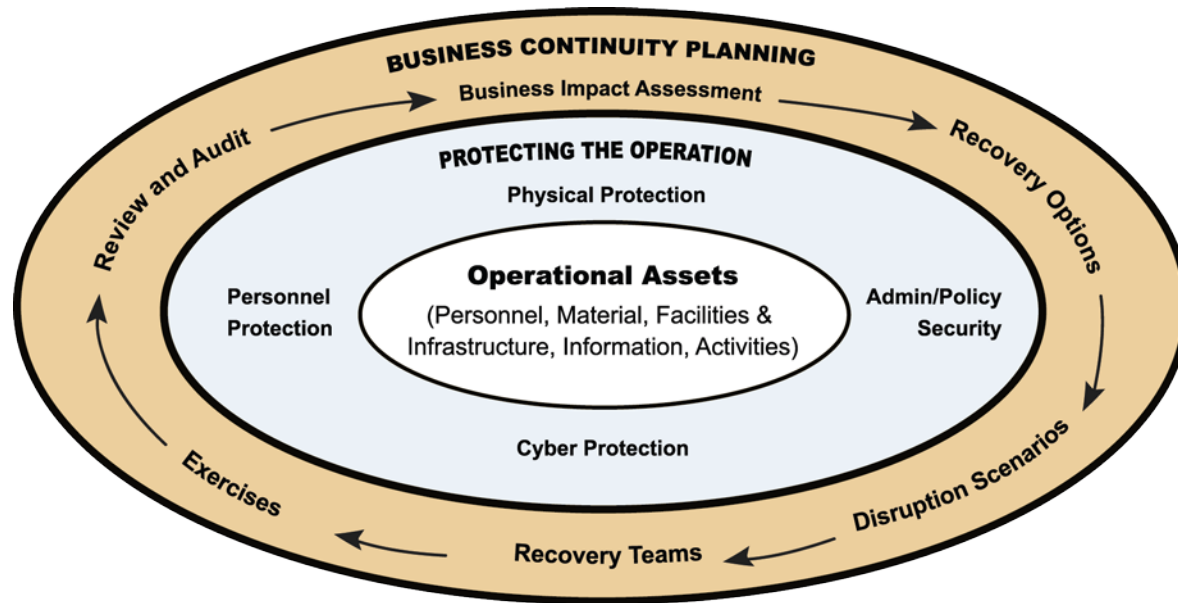 BUSINESS CONTINUITY PLANNING
Business Impact Assessment
Recovery Options
Disruption Scenarios
Recovery Teams
Exercises
Review and Audit
PROTECTING THE OPERATION
Physical Protection
Admin/Policy
Security
Cyber Protection
Personnel
Protection
Operational Assets
(Personnel, Material, Facilities &
Infrastructure, Information, Activities)